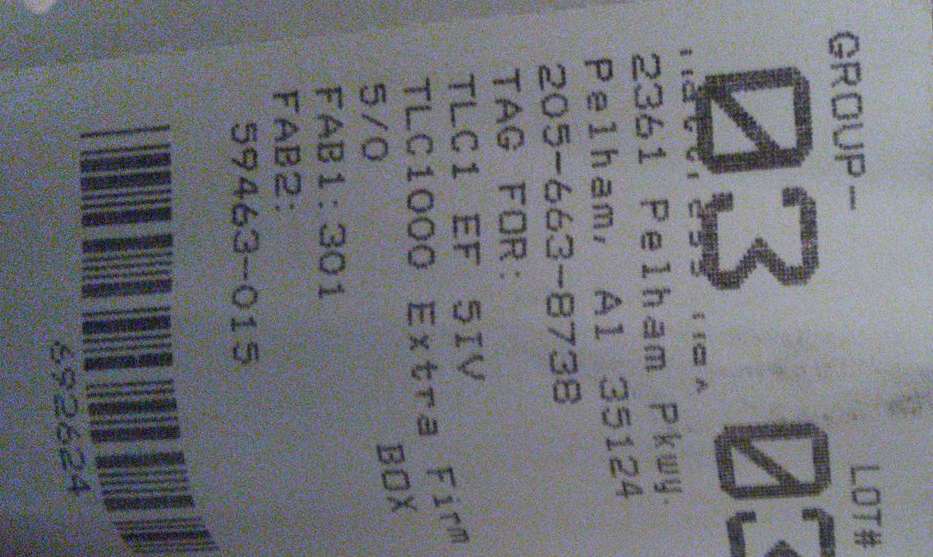 GROUP- LOT#
03 03
2361 Pelham Pkwy.
Pelham, Al 35124
205-663-8738
TAG FOR:
TLC1 EF 5IV
TLC1000 Extra Firm
5/0 BOX
FAB1:301
FAB2:
59463-015
692624